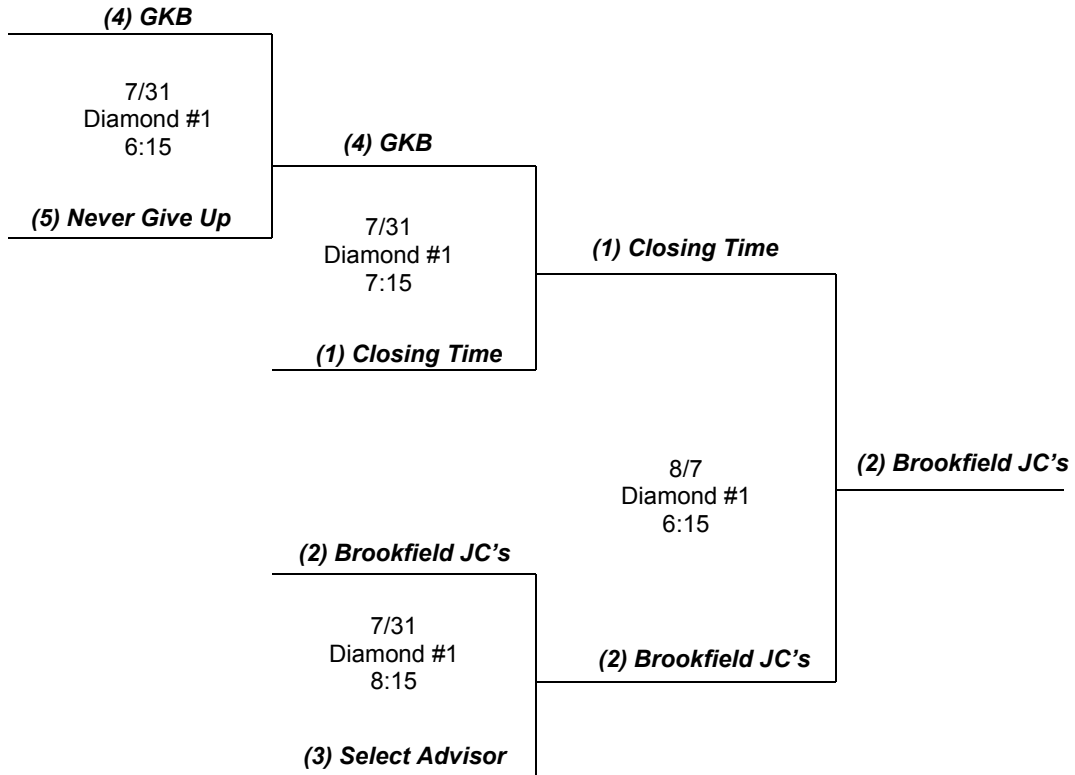 (4) GKB
7/31
Diamond #1
6:15
(4) GKB
(5) Never Give Up
7/31
Diamond #1
7:15
(1) Closing Time
(1) Closing Time
8/7
Diamond #1
6:15
(2) Brookfield JC’s
(2) Brookfield JC’s
7/31
Diamond #1
8:15
(2) Brookfield JC’s
(3) Select Advisor